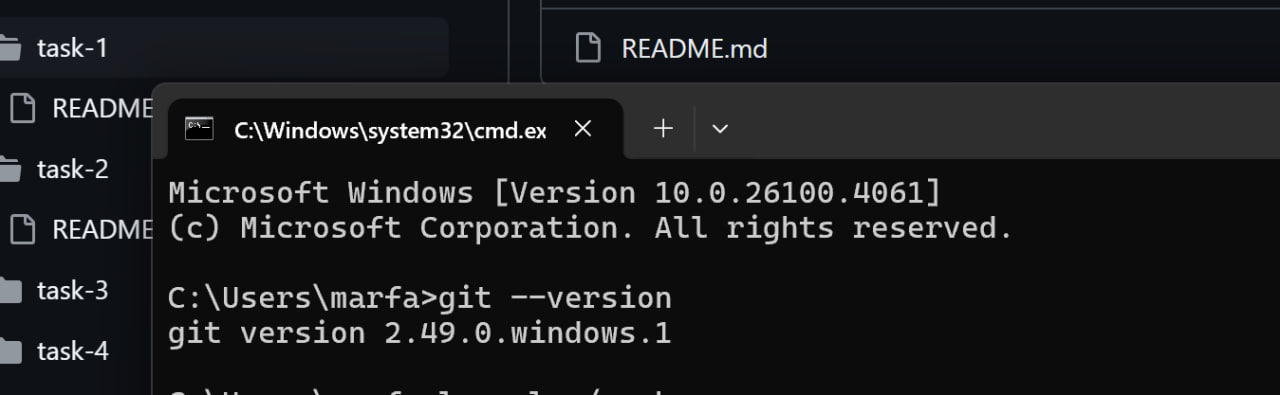 task-1
README.md
README
C:\Windows\system32\cmd.ex
task-2
Microsoft Windows [Version 10.0.26100.4061]
README
(c) Microsoft Corporation. All rights reserved.
task-3
C:\Users\marfa>git --version
git version 2.49.0.windows.1
task-4